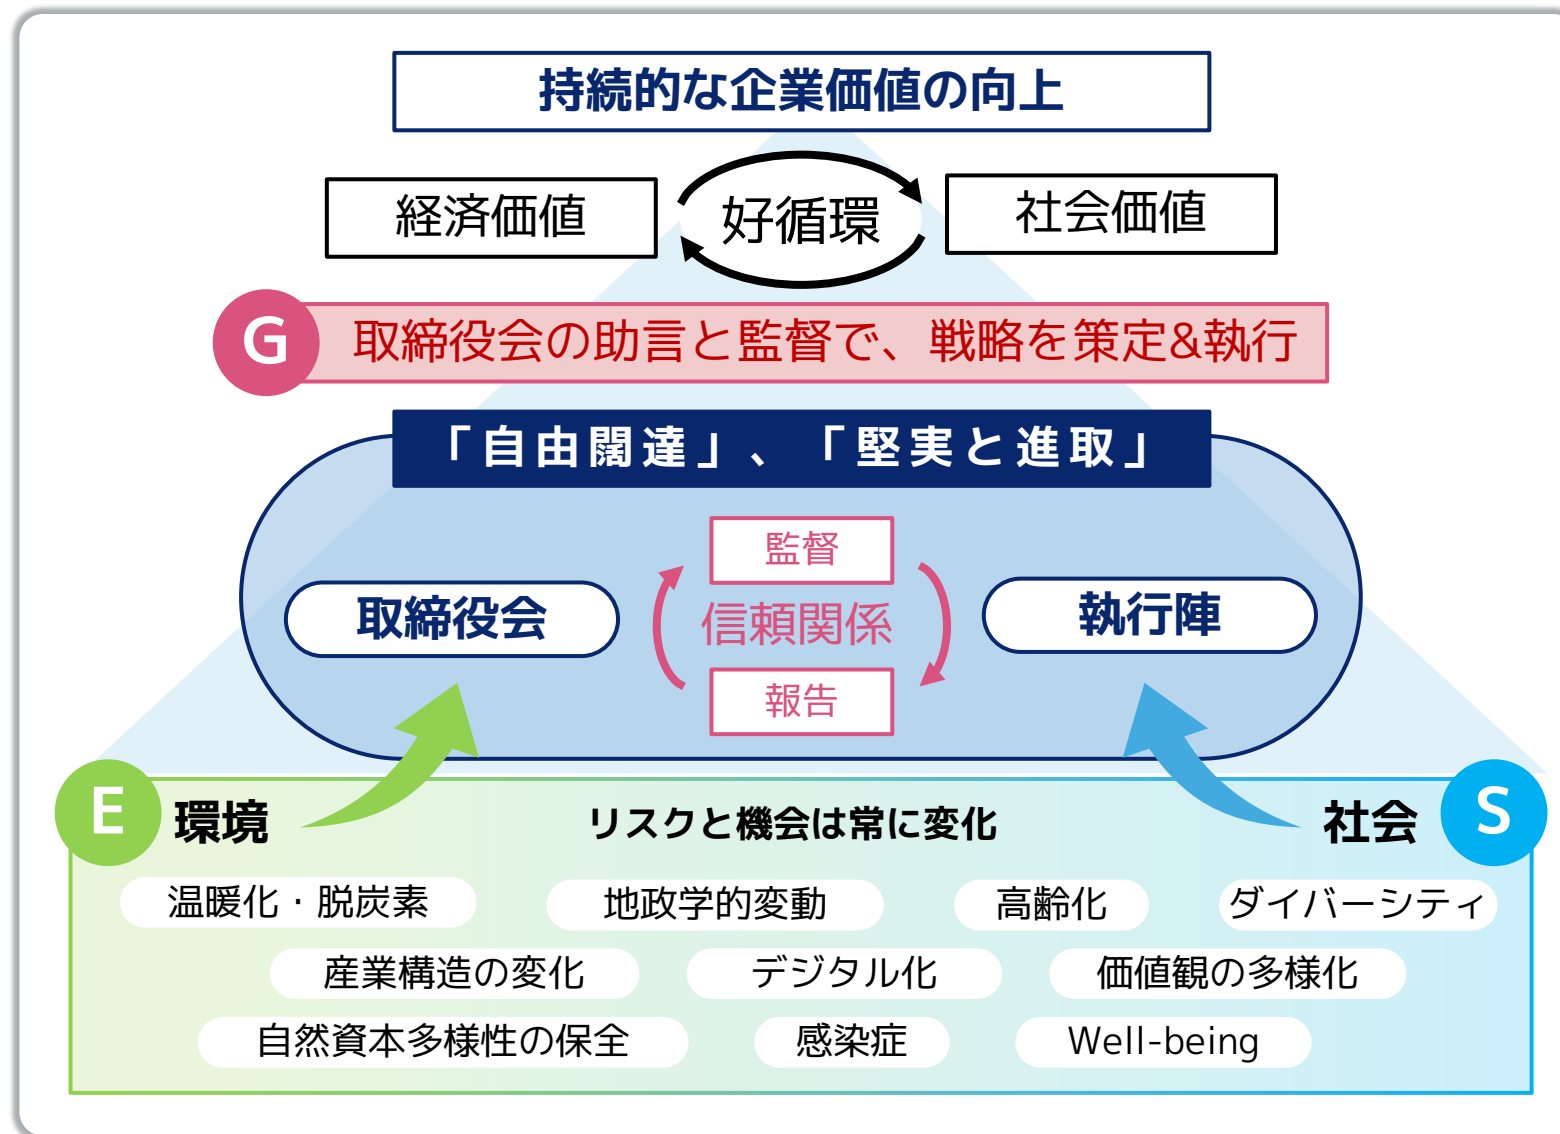 持続的な企業価値の向上
経済価値
好循環
社会価値
G
取締役会の助言と監督で、戦略を策定&執行
「自由闊達」、「堅実と進取」
監督
取締役会
信頼関係
執行陣
報告
E
環境
リスクと機会は常に変化
社会
S
温暖化・脱炭素
地政学的変動
高齢化
ダイバーシティ
産業構造の変化
デジタル化
価値観の多様化
自然資本多様性の保全
感染症
Well-being